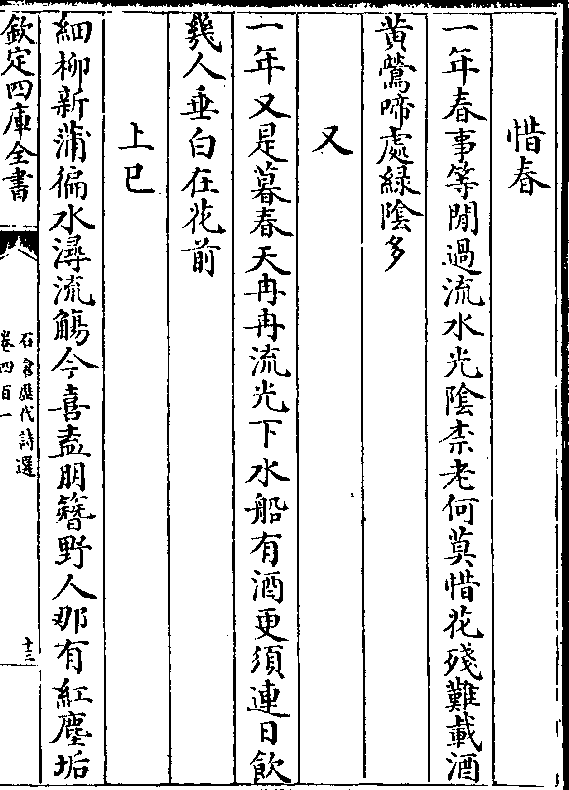 惜春
一年春事等閒過流水光陰柰老何莫惜花殘難載酒
黄鶯啼處綠陰多
又
一年又是暮春天冉冉流光下水船有酒更須連日飲
幾人垂白在花前
上巳
細柳新蒲徧水潯流觴今喜盍朋簪野人那有紅塵垢
欽定四庫全書
石倉歴代詩選
卷四百一
十三